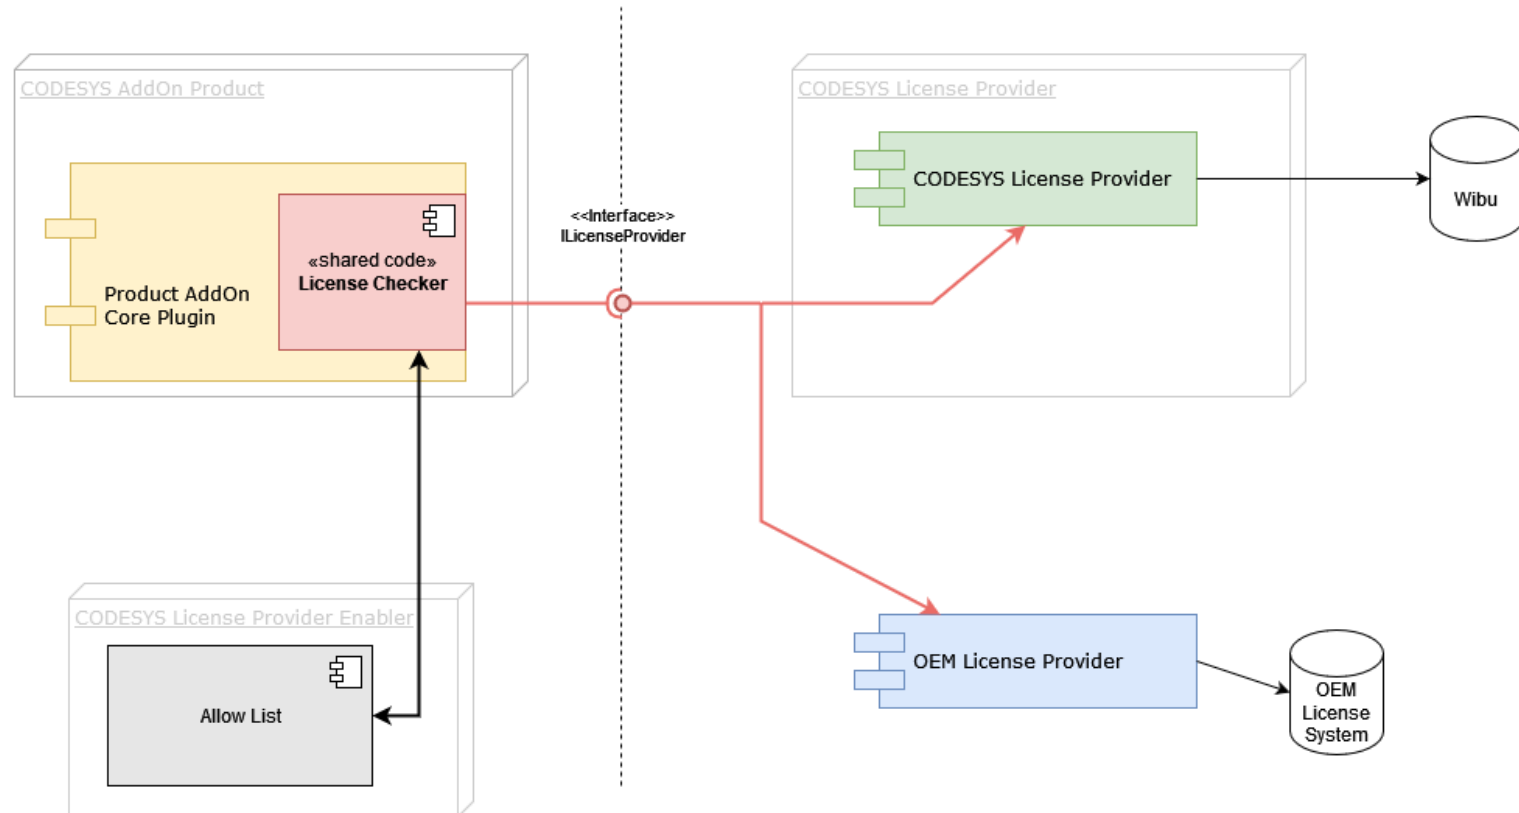 CODESYS AddOn Product
CODESYS License Provider
CODESYS License Provider
Wibu
<<Interface>>
ILicenseProvider
«shared code»
License Checker
Product AddOn
Core Plugin
CODESYS License Provider Enabler
Allow List
OEM License Provider
OEM
License
System